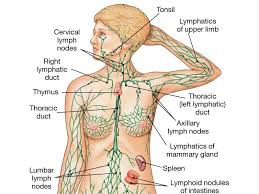 Tonsil
Cervical
lymph
nodes
Lymphatics
of upper limb
Right
lymphatic
duct
Thymus
Thoracic
duct
Thoracic
(left lymphatic)
duct
Axillary
lymph nodes
Lymphatics of
mammary gland
Lumbar
lymph
nodes
Spleen
Lymphoid nodules
of intestines